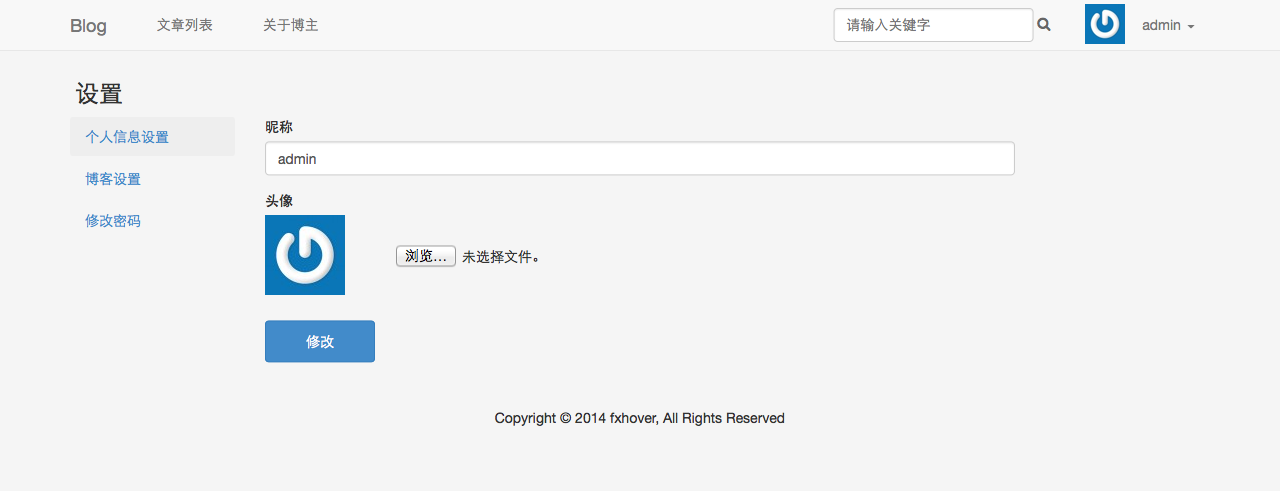 Blog 文章列表 关于博主 请输入关键字 admin
设置
个人信息设置
博客设置
修改密码
昵称
admin
头像
浏览... 未选择文件。
修改
Copyright © 2014 fxhover, All Rights Reserved